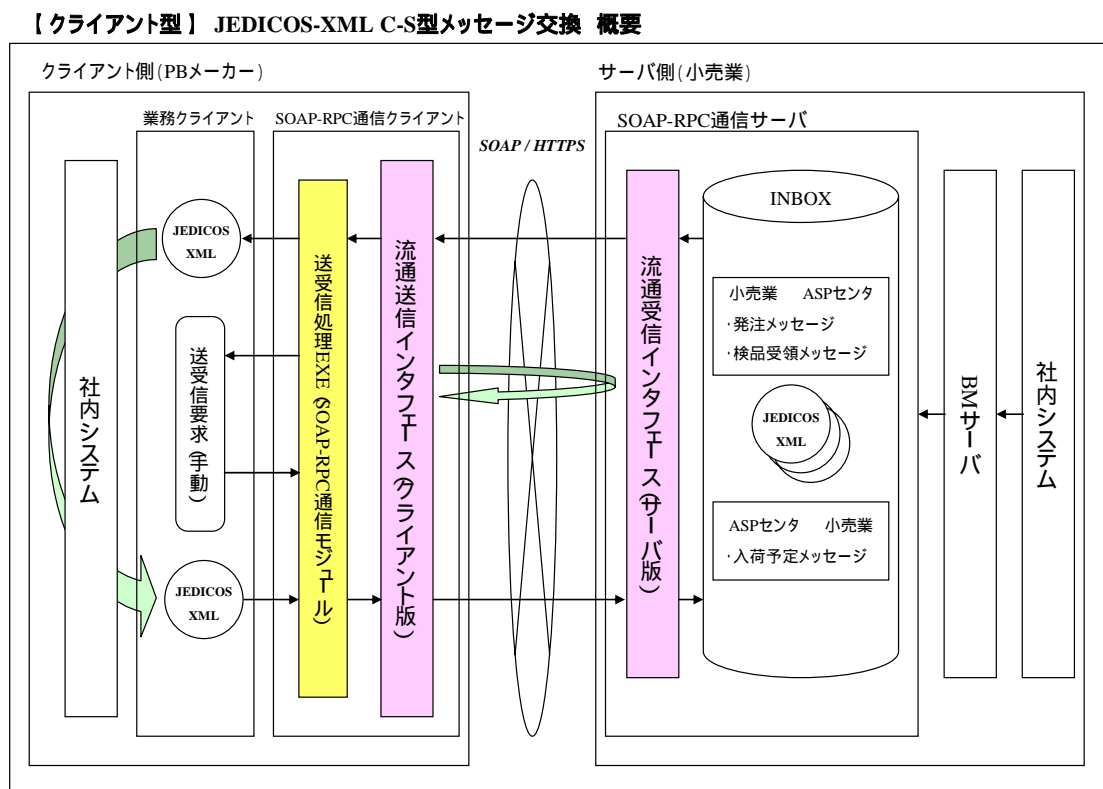 【クライアント型】 JEDICOS-XML C-S型メッセージ交換 概要
クライアント側(PBメーカー)
サーバ側(小売業)
業務クライアント
SOAP-RPC通信クライアント
SOAP / HTTPS
SOAP-RPC通信サーバ
社内システム
JEDICOS
XML
送受信要求(手動)
JEDICOS
XML
送受信処理EXE(SOAP-RPC通信モジュール)
流通送信インタフェース(クライアント版)
流通受信インタフェース(サーバ版)
INBOX
小売業 ASPセンタ
・発注メッセージ
・検品受領メッセージ
JEDICOS
XML
ASPセンタ 小売業
・入荷予定メッセージ
BMサーバ
社内システム